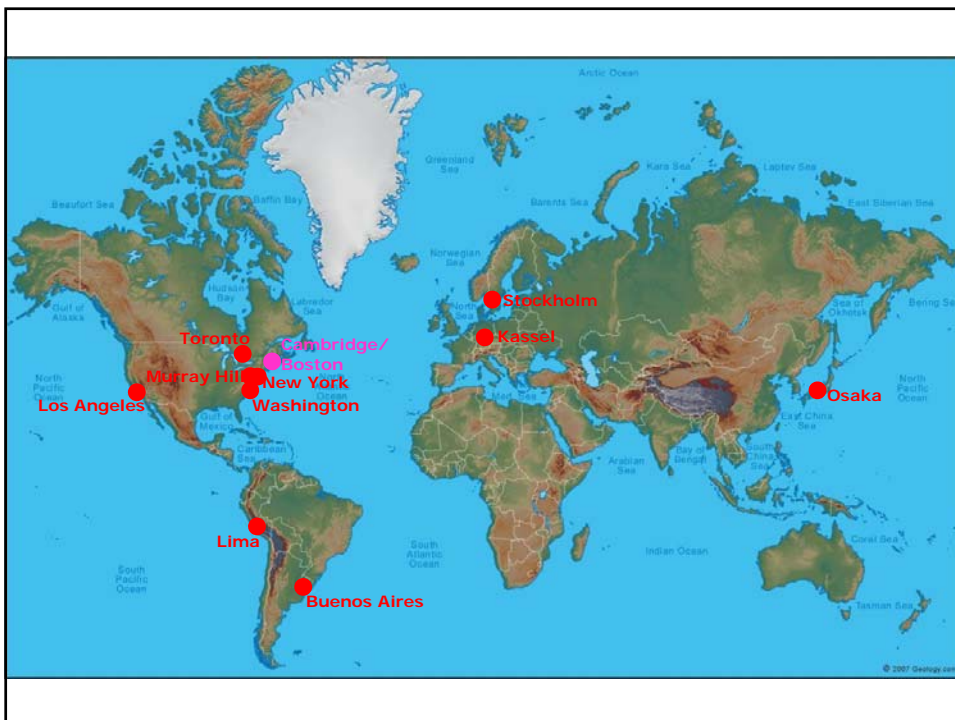 Arctic Ocean
Greenland
Sea
Kara Sea
Laptev Sea
Barents Sea
East Siberian Sea
Beaufort Sea
Baffin Bay
Norwegian
Sea
Hudson
Bay
Labrador
Sea
Gulf of
Alaska
North
Sea
Stockholm
Sea of
Okhotsk
Bering Se
Toronto
Cambridge/
Boston
Kassel
North
Pacific
Ocean
Murray Hill
New York
North
Ocean
Los Angeles
Washington
Med. Sea
Osaka
North
Pacific
Ocean
East China
Sea
Gulf of
Mexico
Caribbean
Sea
Arabian
Sea
Bay of
Bengal
South
China
Sea
Lima
South
Pacific
Ocean
South
Atlantic
Ocean
Indian Ocean
Coral Sea
Buenos Aires
Tasman Sea
© 2007 Geology.com